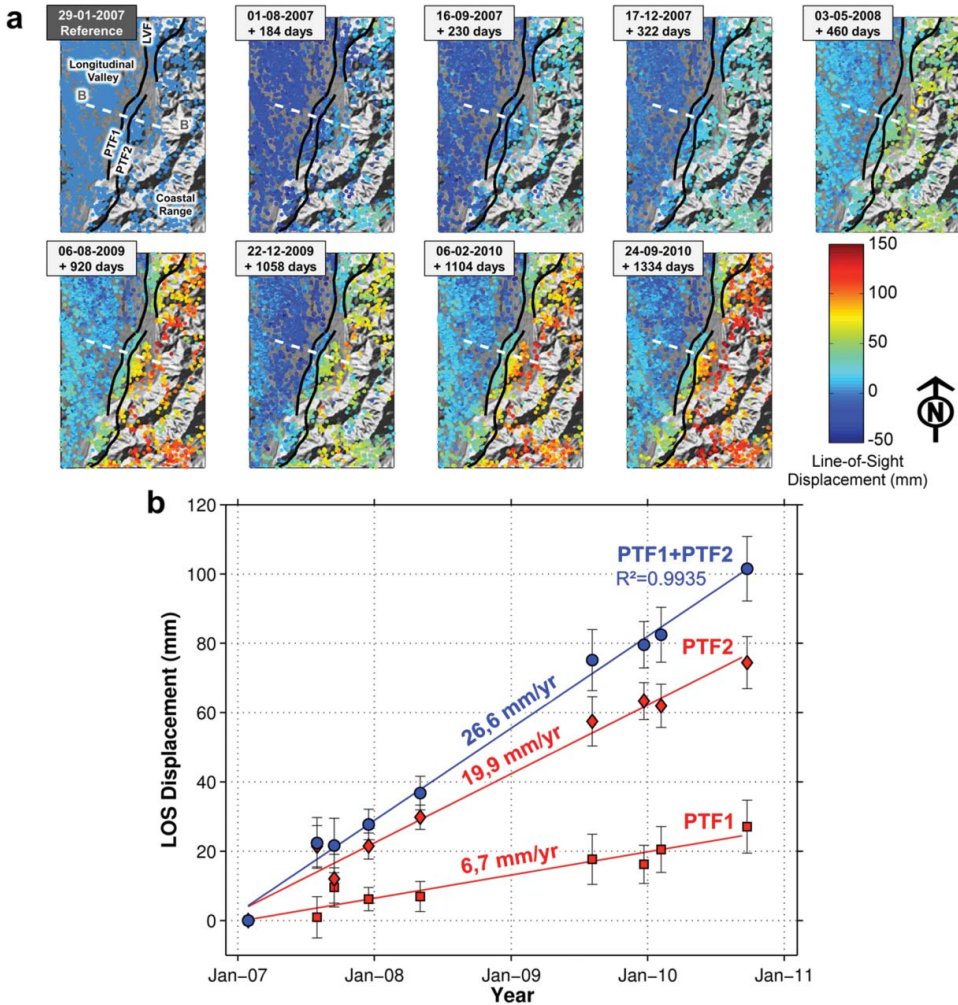 a
29-01-2007
Reference
LVF
Longitudinal
Valley
B
B'
PTF1
PTF2
Coastal
Range
01-08-2007
+ 184 days
16-09-2007
+ 230 days
17-12-2007
+ 322 days
03-05-2008
+ 460 days
06-08-2009
+ 920 days
22-12-2009
+ 1058 days
06-02-2010
+ 1104 days
24-09-2010
+ 1334 days
150
100
50
0
-50
Line-of-Sight
Displacement (mm)
N
b
120
100
80
60
40
20
0
LOS Displacement (mm)
PTF1+PTF2
R²=0.9935
PTF2
26,6 mm/yr
19,9 mm/yr
PTF1
6,7 mm/yr
Jan–07
Jan–08
Jan–09
Jan–10
Jan–11
Year